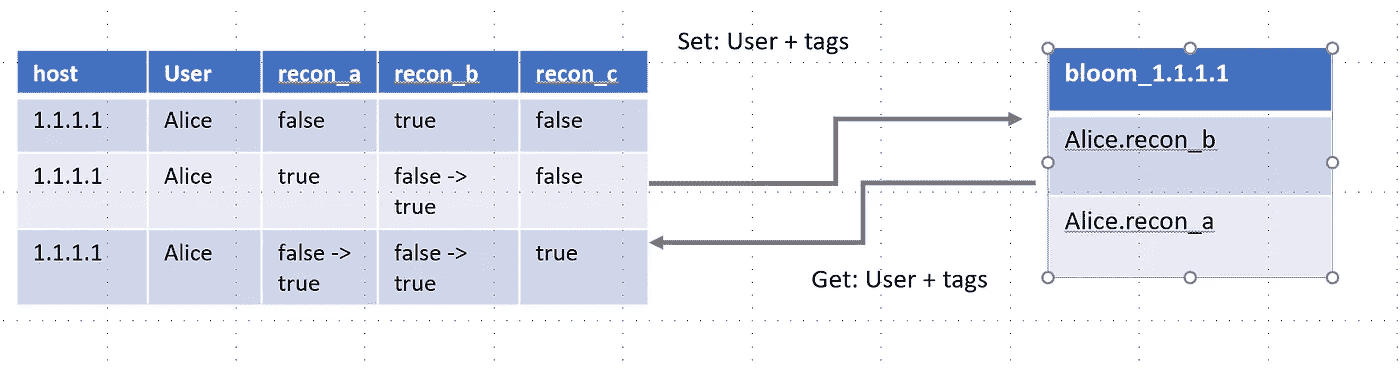 Set: User + tags
host User recon_a recon_b recon_c
1.1.1.1 Alice false true false
1.1.1.1 Alice true false ->
true false
1.1.1.1 Alice false ->
true false ->
true true
bloom_1.1.1.1
Alice.recon_b
Alice.recon_a
Get: User + tags